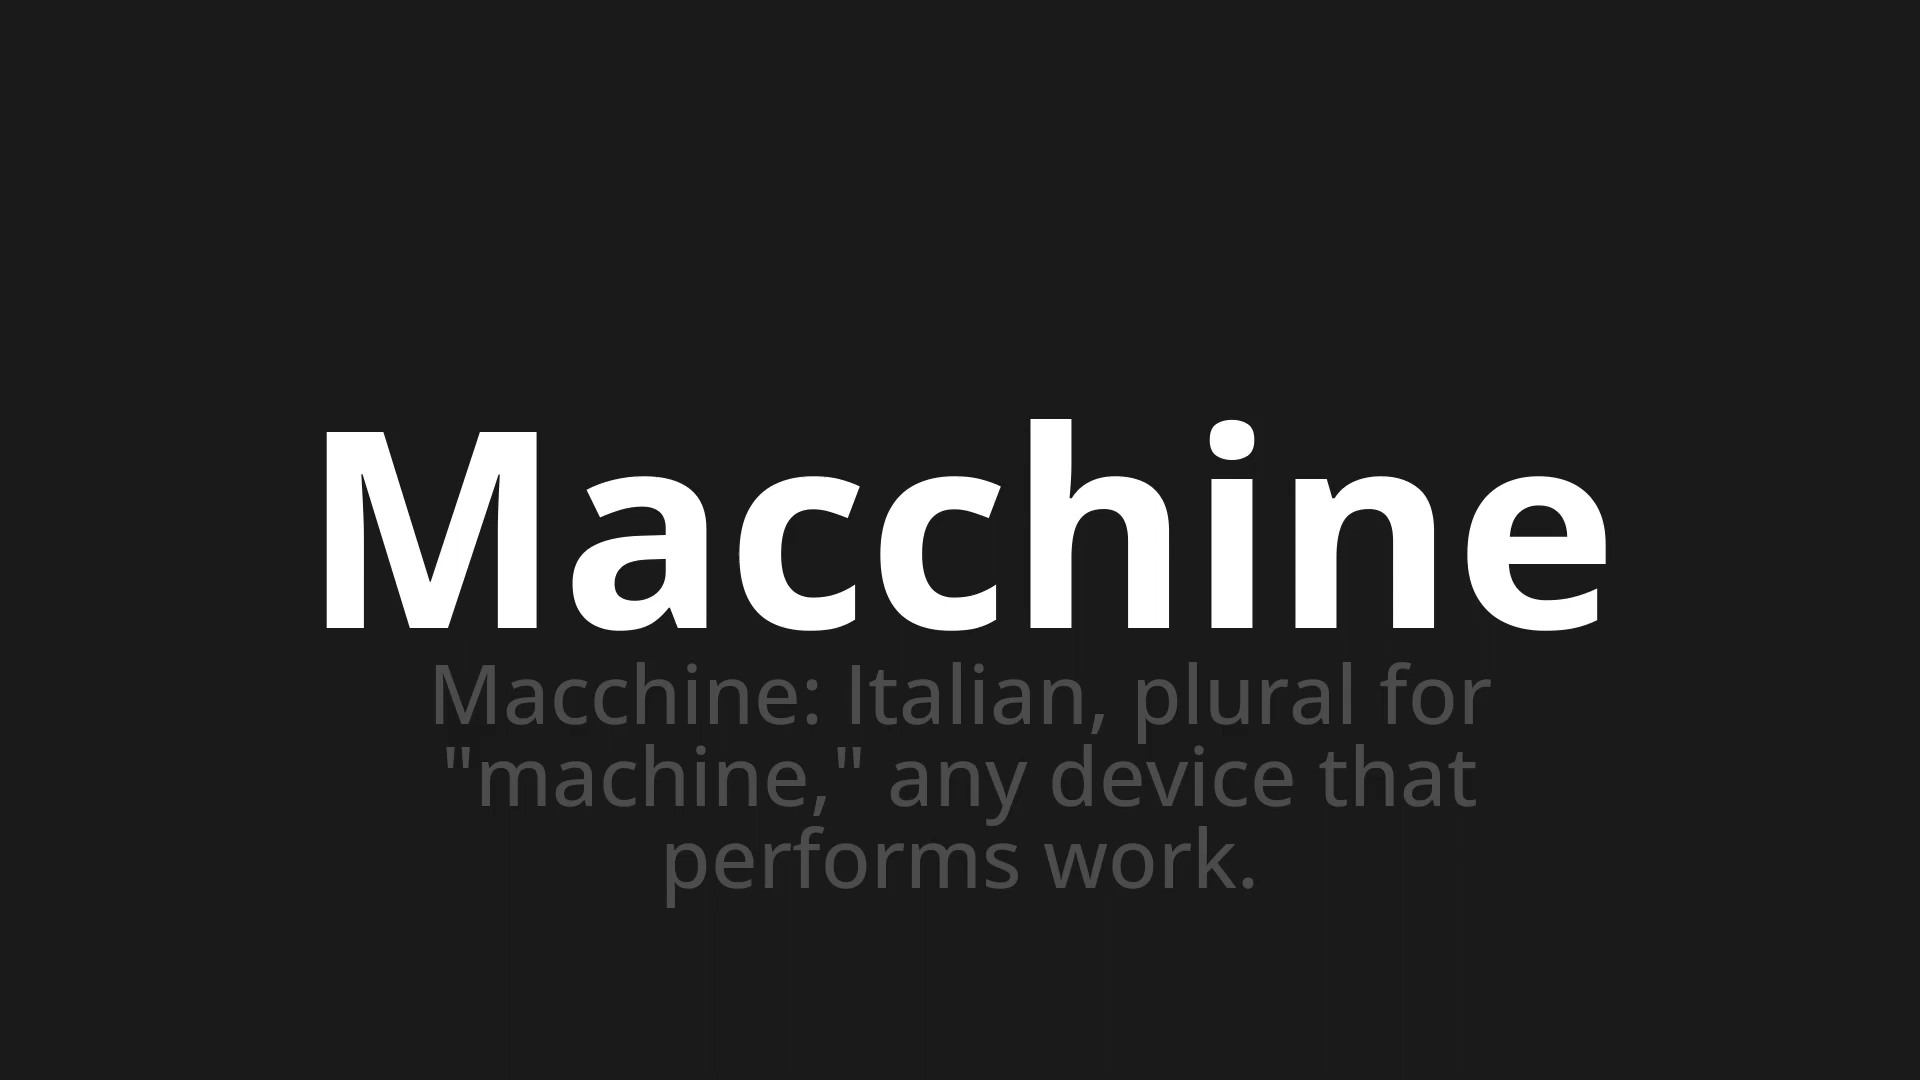 Macchine
Macchine: Italian, plural for
"machine," any device that
performs work.